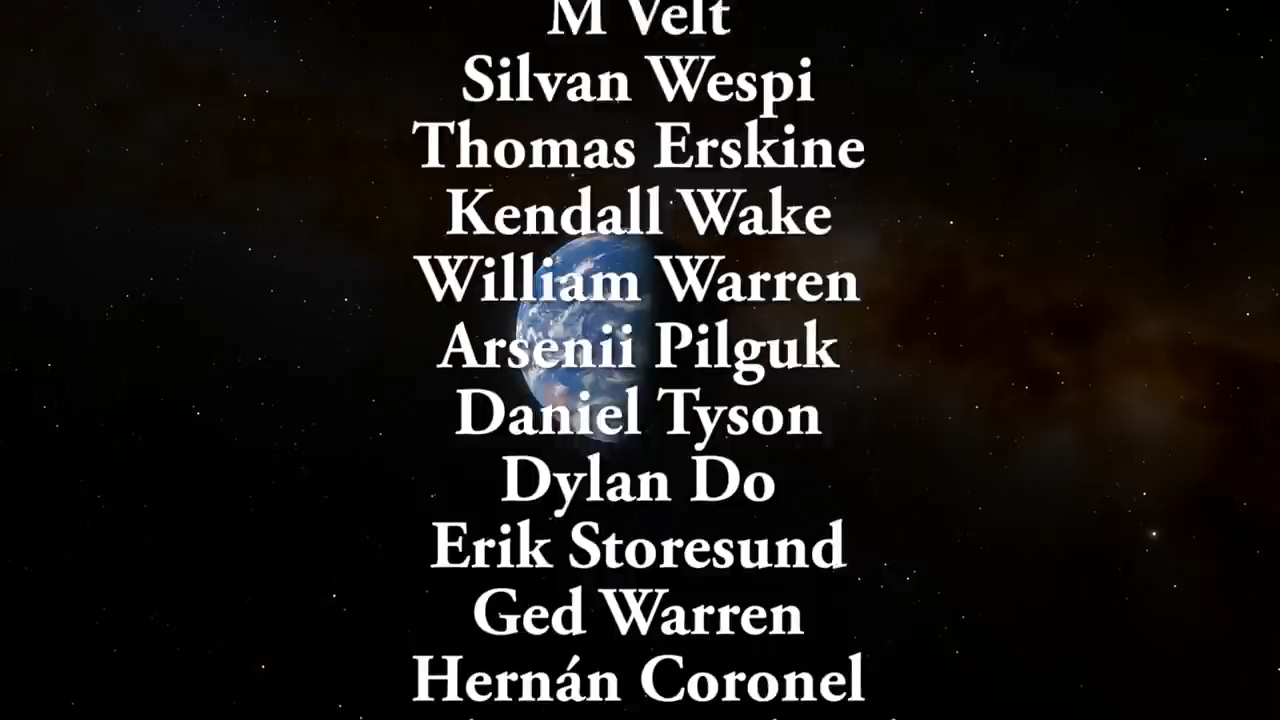 M Velt
Silvan Wespi
Thomas Erskine
Kendall Wake
William Warren
Arsenii Pilguk
Daniel Tyson
Dylan Do
Erik Storesund
Ged Warren
Hernán Coronel